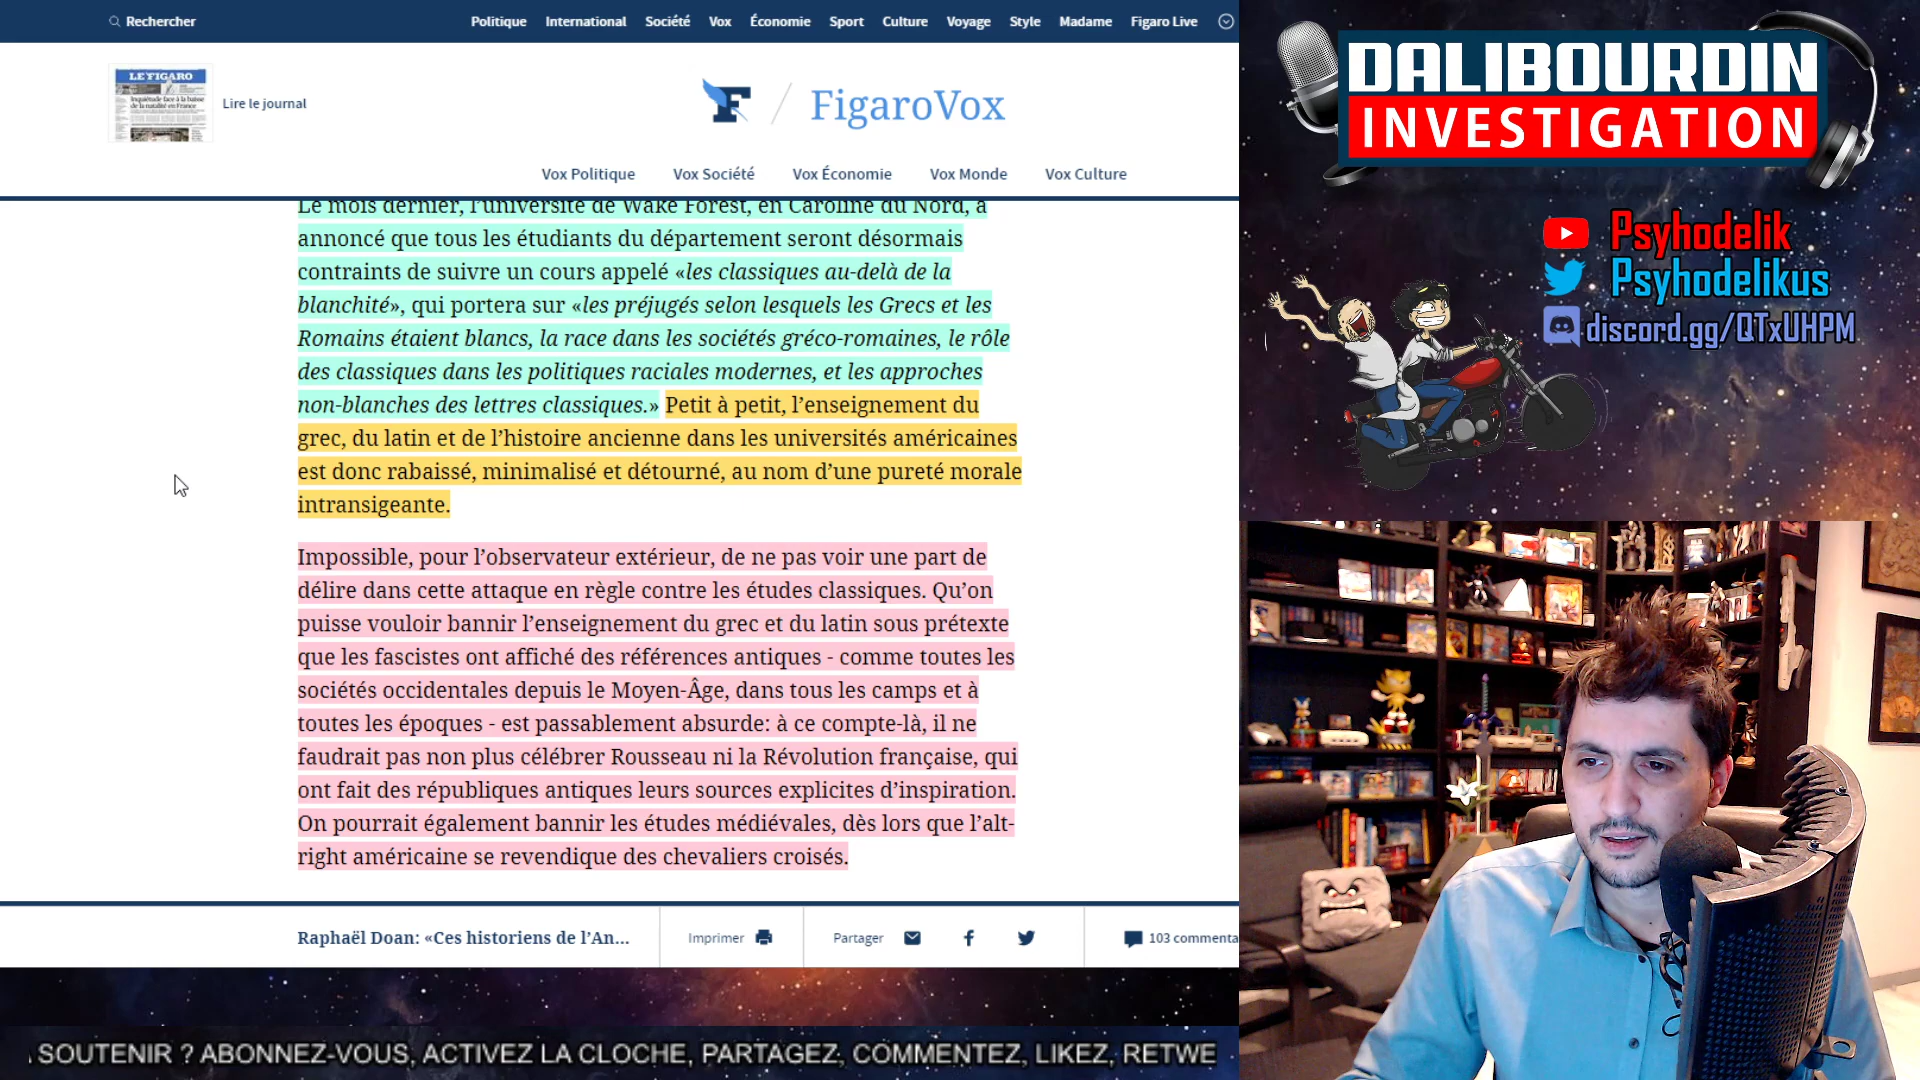 Rechercher
Politique International Société Vox Économie Sport Culture Voyage Style Madame Figaro Live
LE FIGARO
Inquiétude face à la baisse
de la natalité en France
Lire le journal
F / FigaroVox
Vox Politique Vox Société Vox Économie Vox Monde Vox Culture
Le mois dernier, l'université de Wake Forest, en Caroline du Nord, a
annoncé que tous les étudiants du département seront désormais
contraints de suivre un cours appelé «les classiques au-delà de la
blanchité», qui portera sur «les préjugés selon lesquels les Grecs et les
Romains étaient blancs, la race dans les sociétés gréco-romaines, le rôle
des classiques dans les politiques raciales modernes, et les approches
non-blanches des lettres classiques.» Petit à petit, l'enseignement du
grec, du latin et de l'histoire ancienne dans les universités américaines
est donc rabaissé, minimalisé et détourné, au nom d'une pureté morale
intransigeante.
Impossible, pour l'observateur extérieur, de ne pas voir une part de
délire dans cette attaque en règle contre les études classiques. Qu'on
puisse vouloir bannir l'enseignement du grec et du latin sous prétexte
que les fascistes ont affiché des références antiques - comme toutes les
sociétés occidentales depuis le Moyen-Âge, dans tous les camps et à
toutes les époques - est passablement absurde: à ce compte-là, il ne
faudrait pas non plus célébrer Rousseau ni la Révolution française, qui
ont fait des républiques antiques leurs sources explicites d'inspiration.
On pourrait également bannir les études médiévales, dès lors que l'alt-
right américaine se revendique des chevaliers croisés.
Raphaël Doan: «Ces historiens de l'An... Imprimer Partager 103 commenta
SOUTENIR ? ABONNEZ-VOUS, ACTIVEZ LA CLOCHE, PARTAGEZ, COMMENTEZ, LIKEZ, RETWE
DALIBOURDIN
INVESTIGATION
Psyhodelik
Psyhodelikus
discord.gg/QTxUHPM